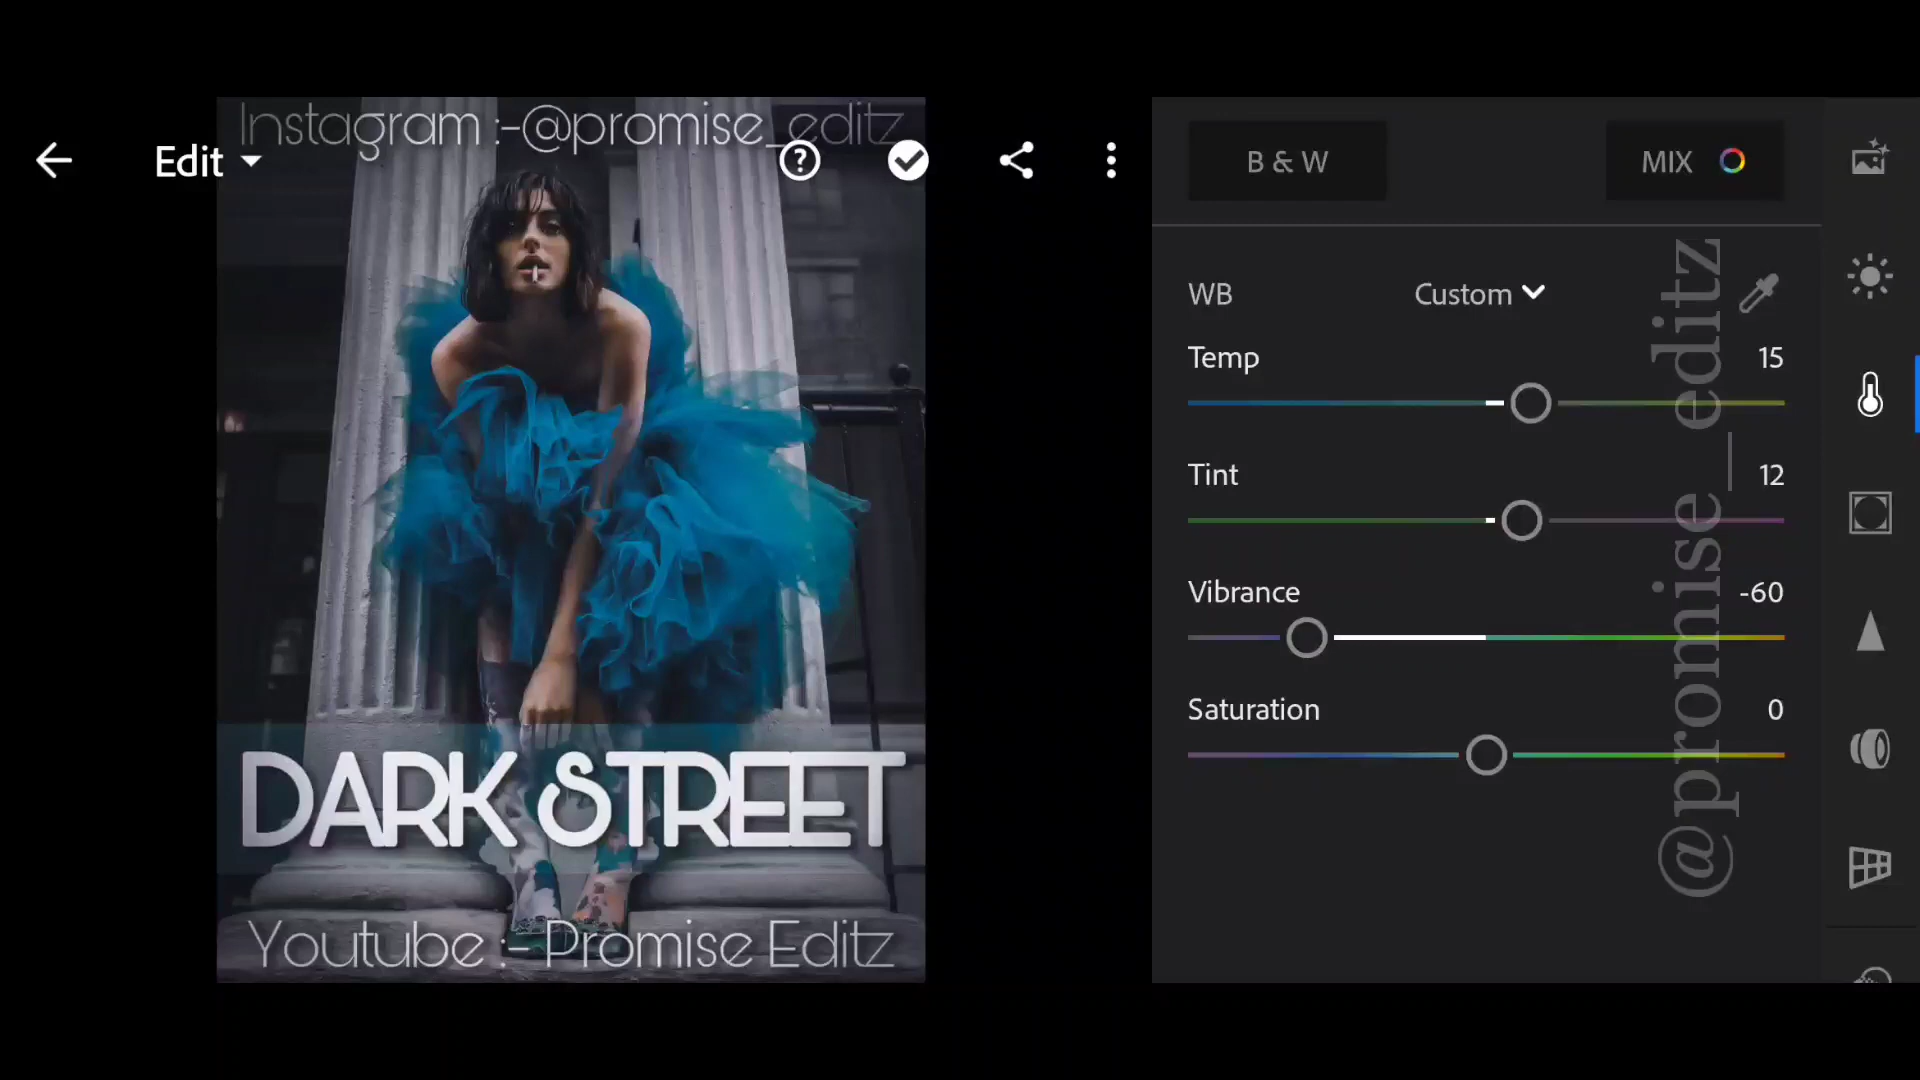 Instagram :-@promise_editz
Edit
DARK STREET
Youtube :- Promise Editz
B & W
MIX
WB
Custom
Temp
15
Tint
12
Vibrance
-60
Saturation
0
@promise_editz